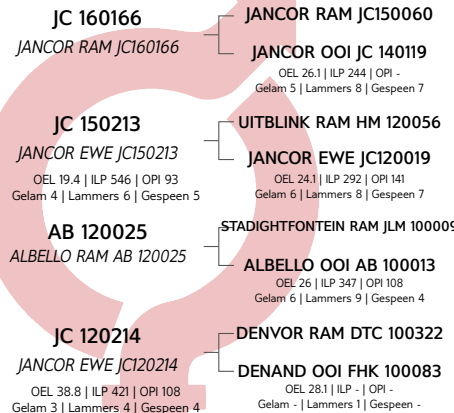 JC 160166
JANCOR RAM JC160166
JANCOR RAM JC150060
JANCOR OOI JC 140119
OEL 26.1 | ILP 244 | OPI -
Gelam 5 | Lammers 8 | Gespeen 7
JC 150213
JANCOR EWE JC150213
OEL 19.4 | ILP 546 | OPI 93
Gelam 4 | Lammers 6 | Gespeen 5
UITBLINK RAM HM 120056
JANCOR EWE JC120019
OEL 24.1 | ILP 292 | OPI 141
Gelam 6 | Lammers 8 | Gespeen 7
AB 120025
ALBELLO RAM AB 120025
STADIGHTFONTEIN RAM JLM 100009
ALBELLO OOI AB 100013
OEL 26 | ILP 347 | OPI 108
Gelam 6 | Lammers 9 | Gespeen 4
JC 120214
JANCOR EWE JC120214
OEL 38.8 | ILP 421 | OPI 108
Gelam 3 | Lammers 4 | Gespeen 4
DENVOR RAM DTC 100322
DENAND OOI FHK 100083
OEL 28.1 | ILP - | OPI -
Gelam - | Lammers 1 | Gespeen -